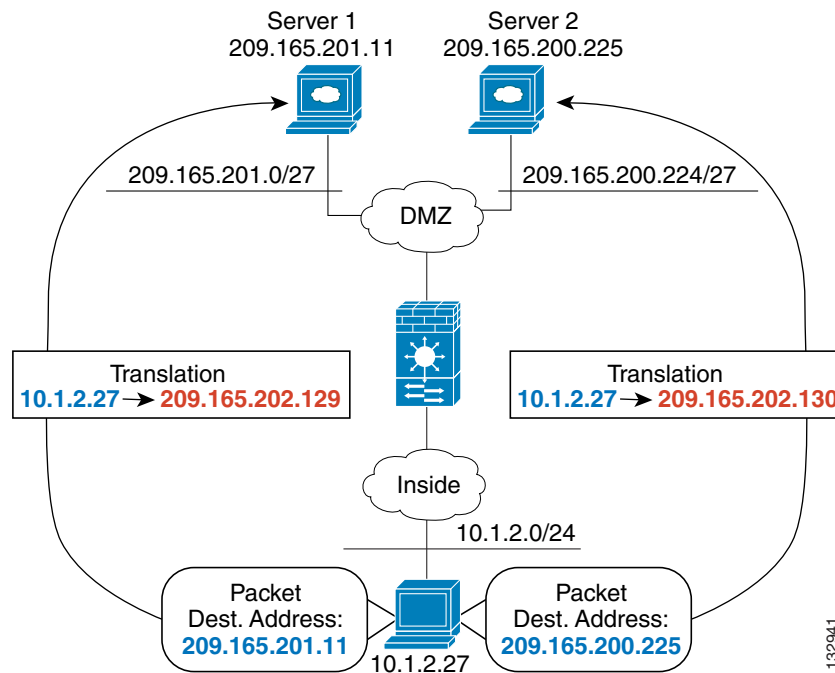 Server 1
209.165.201.11
Server 2
209.165.200.225
209.165.201.0/27
209.165.200.224/27
DMZ
Translation
10.1.2.27 209.165.202.129
Translation
10.1.2.27 209.165.202.130
Inside
10.1.2.0/24
Packet
Dest. Address:
209.165.201.11
Packet
Dest. Address:
209.165.200.225
10.1.2.27
132941